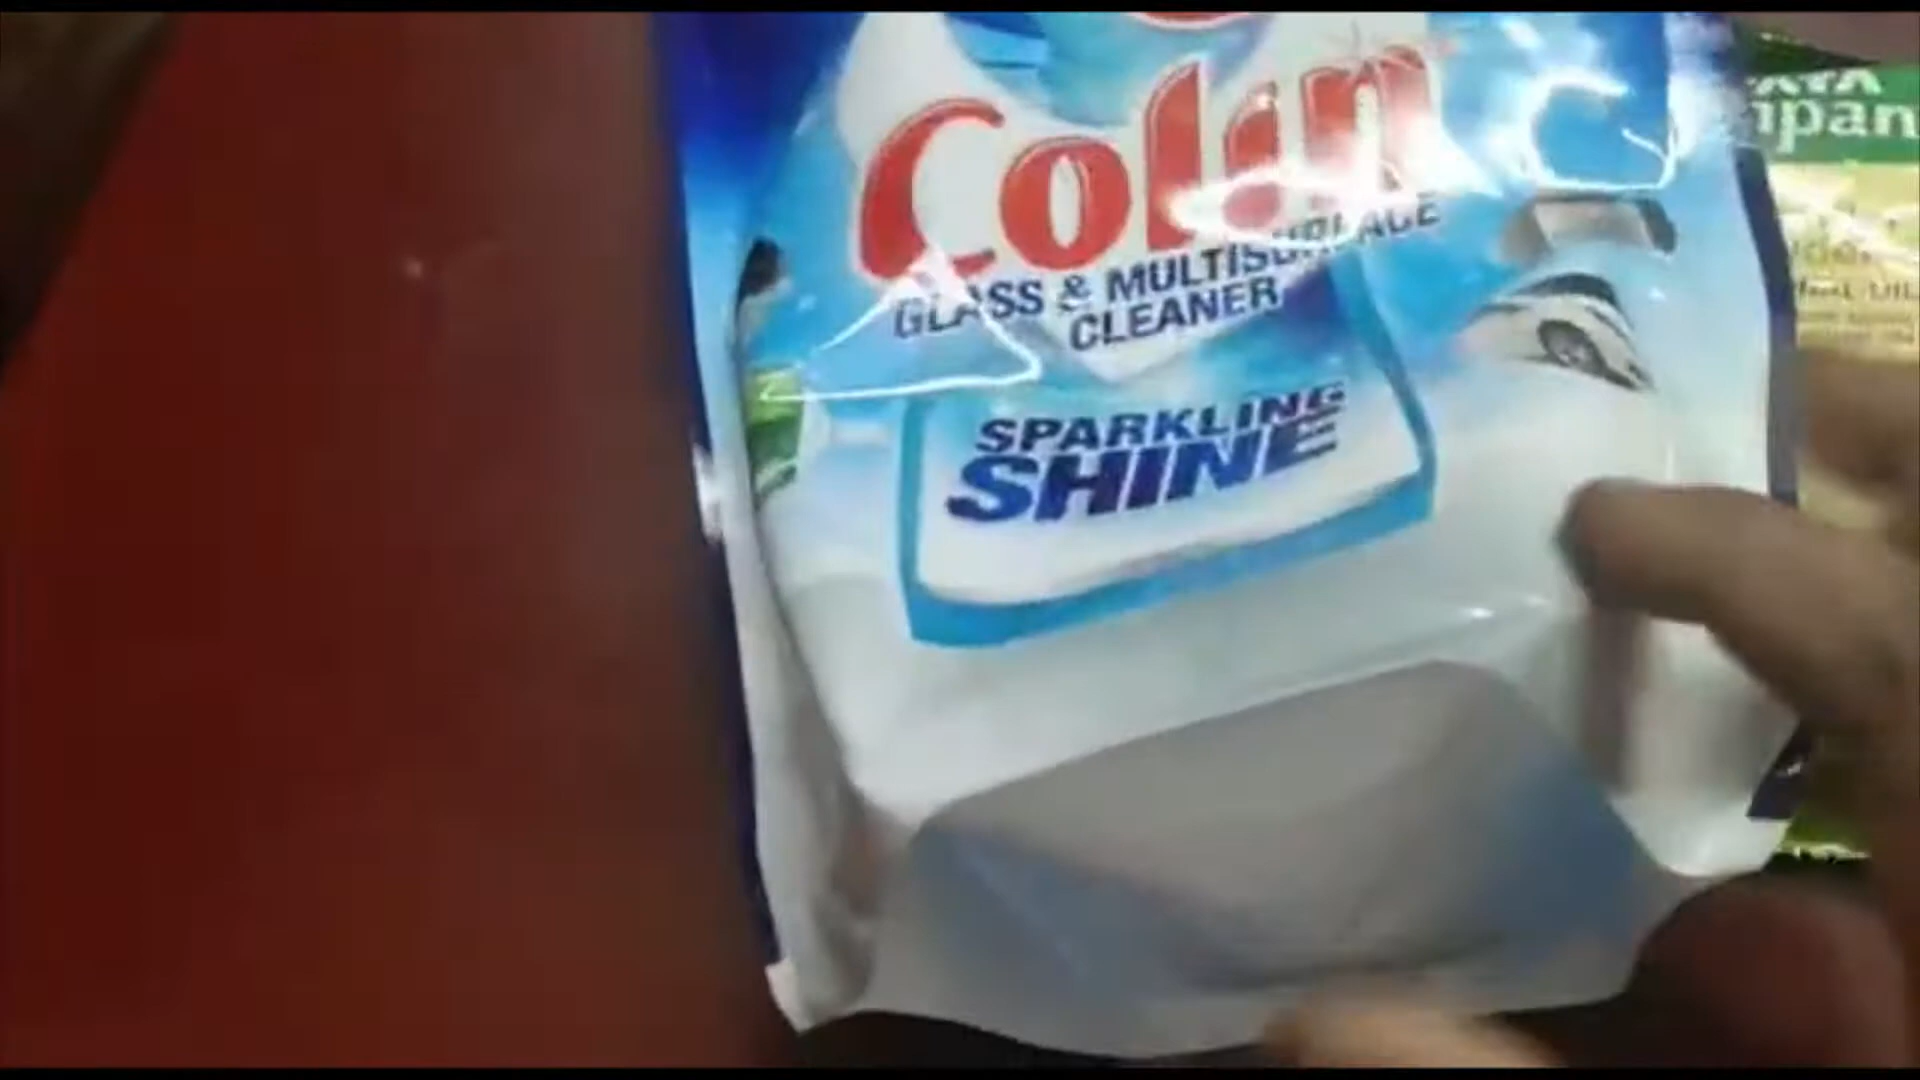 Colin
GLASS & MULTISURFACE
CLEANER
SPARKLING
SHINE